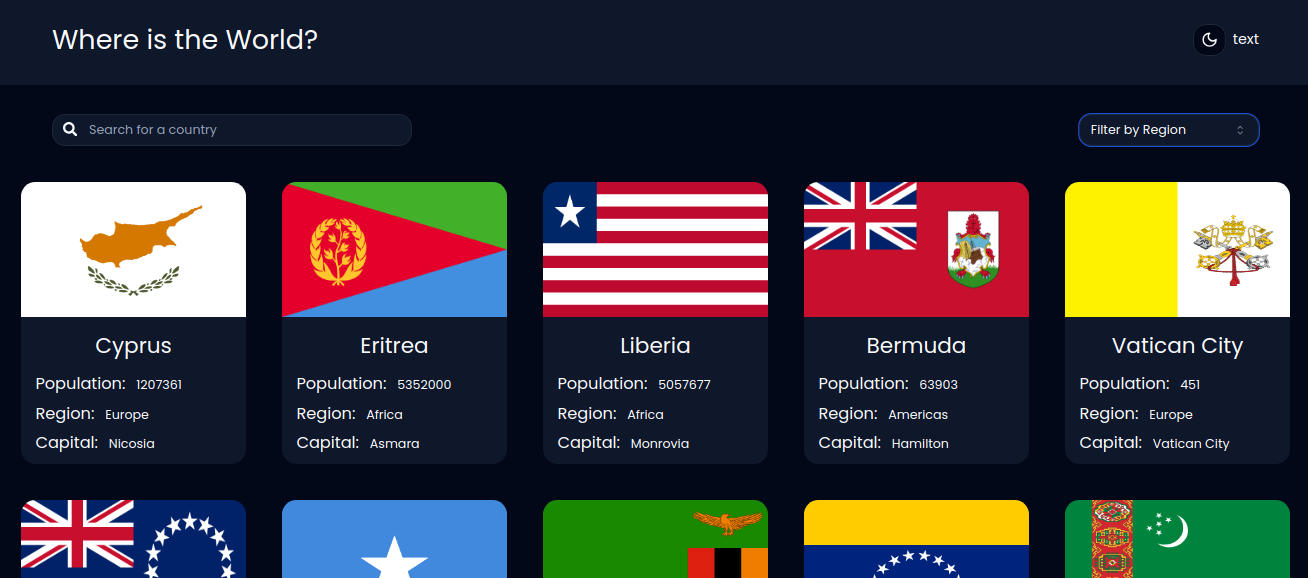 Where is the World?
text
Search for a country
Filter by Region
Cyprus
Population: 1207361
Region: Europe
Capital: Nicosia
Eritrea
Population: 5352000
Region: Africa
Capital: Asmara
Liberia
Population: 5057677
Region: Africa
Capital: Monrovia
Bermuda
Population: 63903
Region: Americas
Capital: Hamilton
Vatican City
Population: 451
Region: Europe
Capital: Vatican City